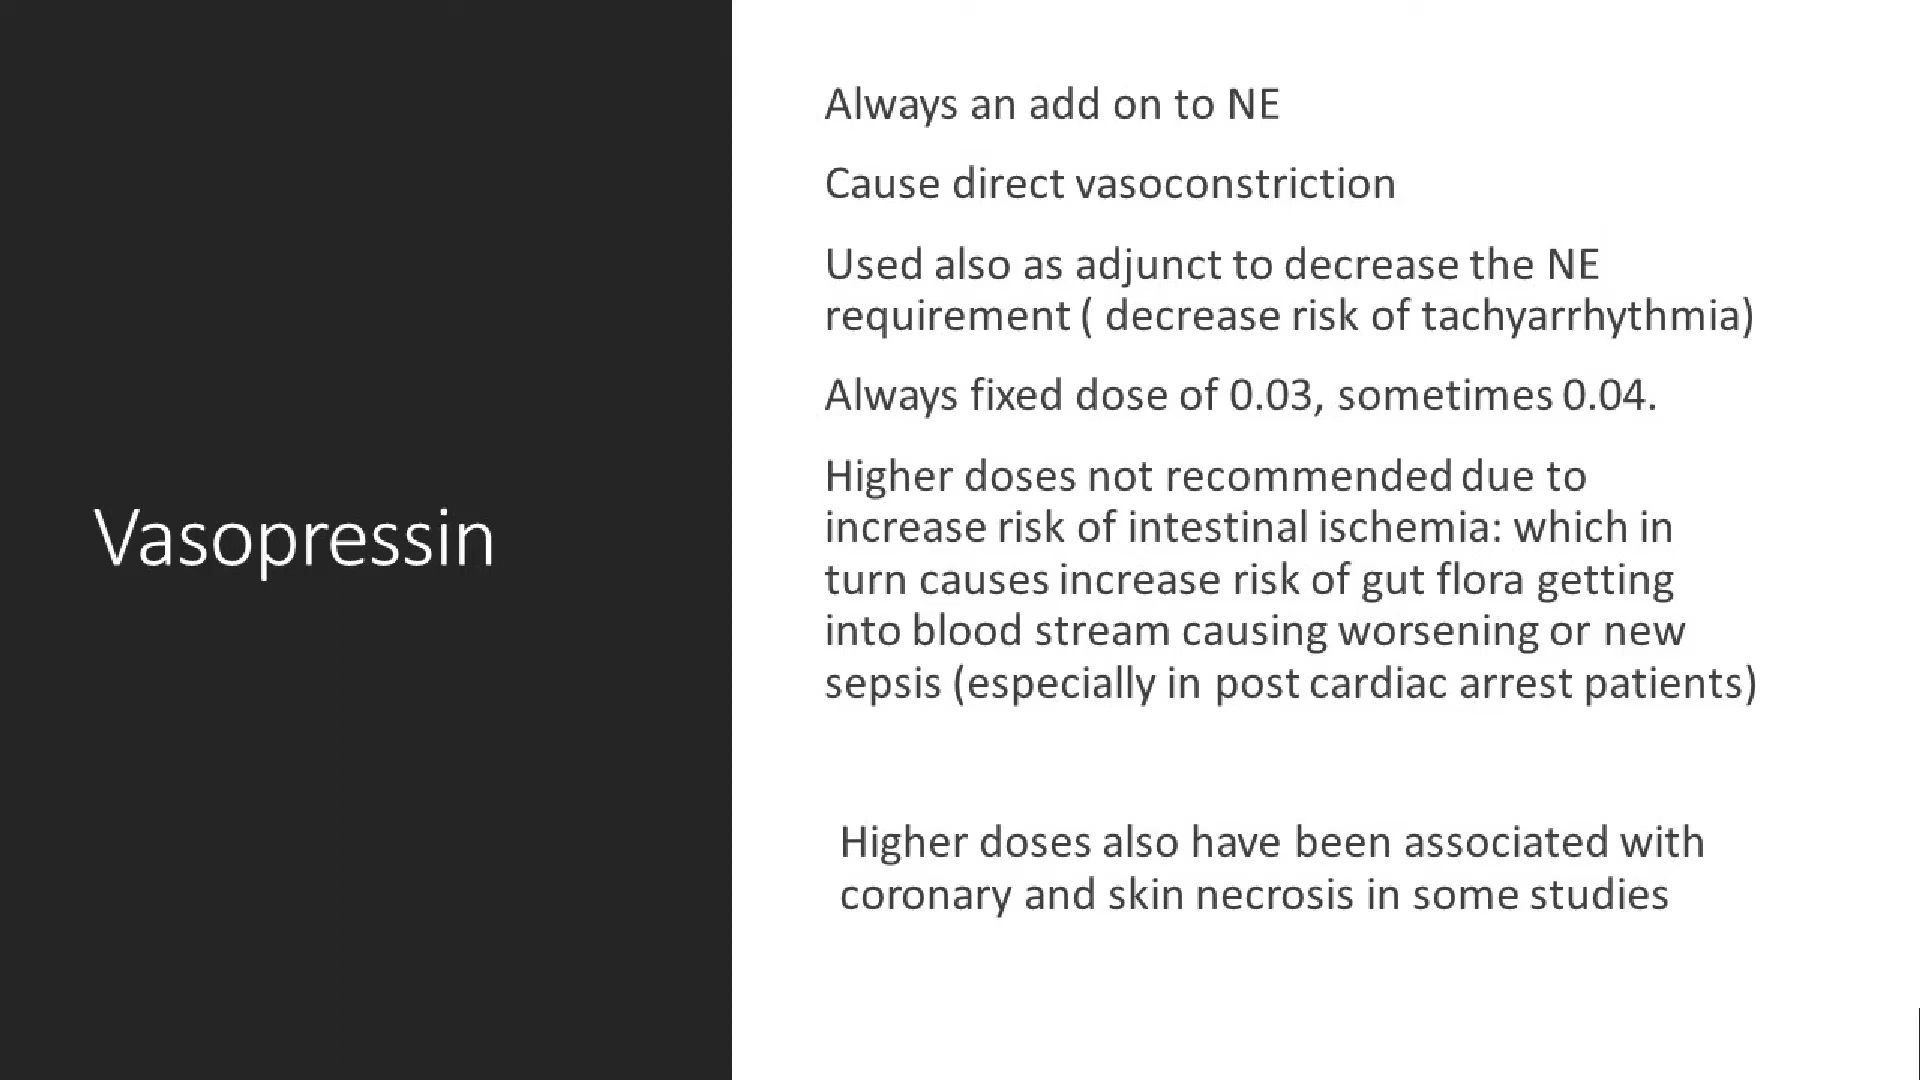 Vasopressin
Always an add on to NE
Cause direct vasoconstriction
Used also as adjunct to decrease the NE
requirement ( decrease risk of tachyarrhythmia)
Always fixed dose of 0.03, sometimes 0.04.
Higher doses not recommended due to
increase risk of intestinal ischemia: which in
turn causes increase risk of gut flora getting
into blood stream causing worsening or new
sepsis (especially in post cardiac arrest patients)
Higher doses also have been associated with
coronary and skin necrosis in some studies